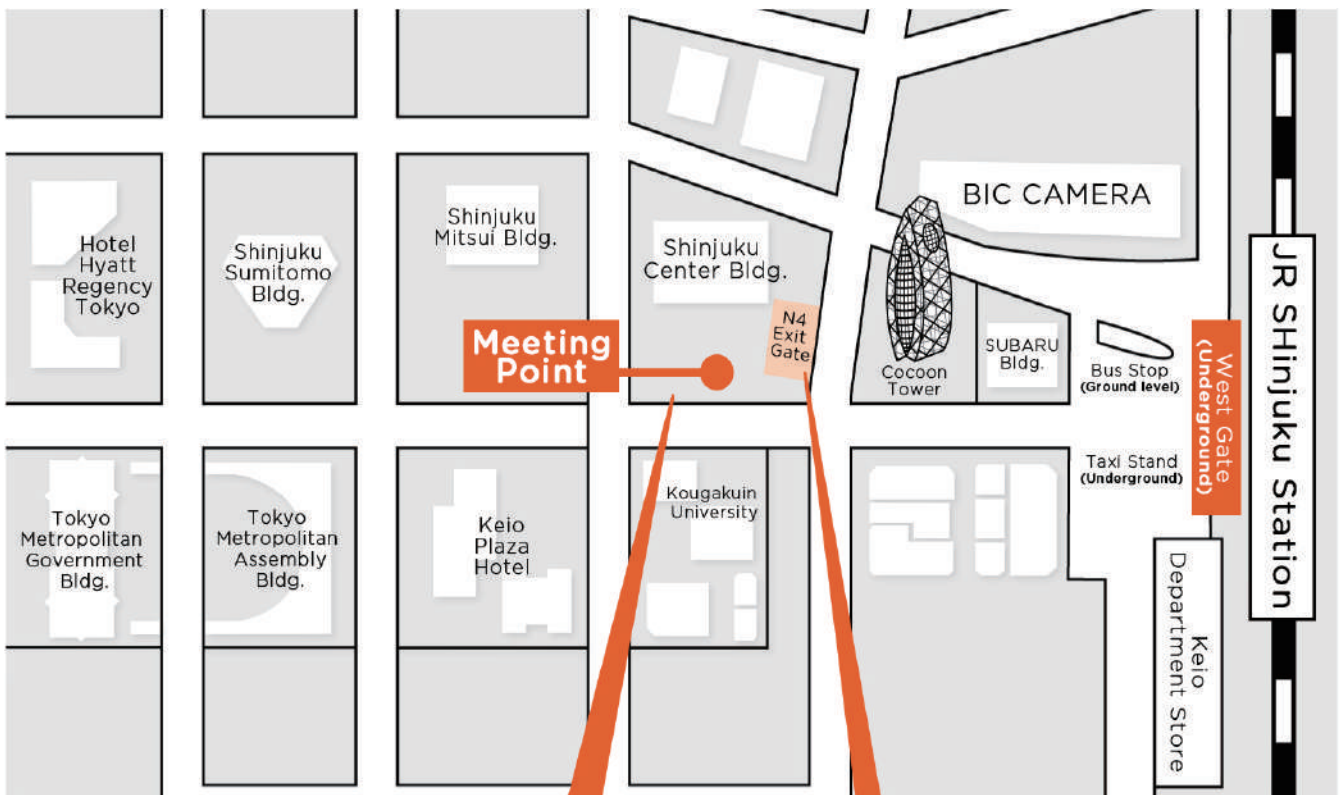 BIC CAMERA
Hotel
Hyatt
Regency
Tokyo
Shinjuku
Sumitomo
Bldg.
Shinjuku
Mitsui Bldg.
Shinjuku
Center Bldg.
N4
Exit
Gate
Meeting
Point
Cocoon
Tower
SUBARU
Bldg.
Bus Stop
(Ground level)
West Gate
(Underground)
JR SHinjuku Station
Taxi Stand
(Underground)
Tokyo
Metropolitan
Government
Bldg.
Tokyo
Metropolitan
Assembly
Bldg.
Keio
Plaza
Hotel
Kougakuin
University
Keio
Department Store